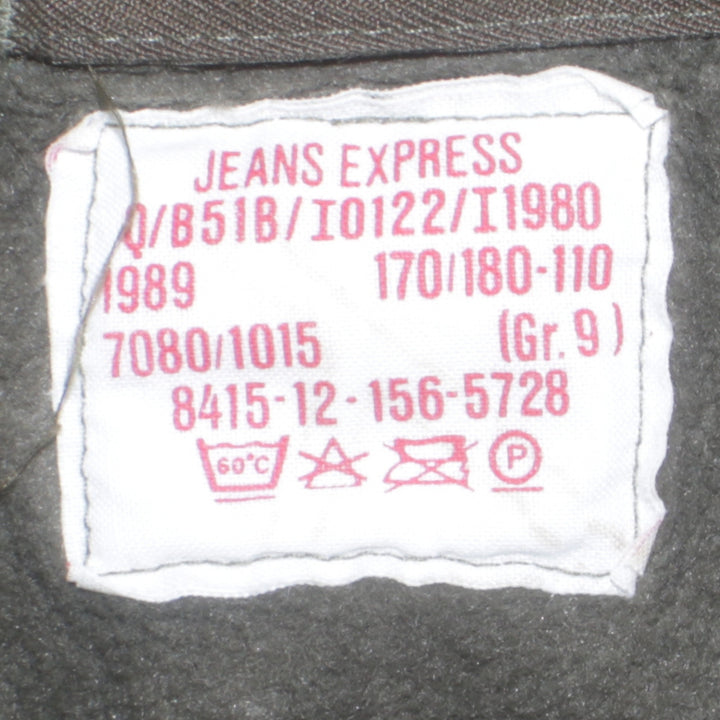 JEANS EXPRESS
Q/B51B/I0122/I1980
1989 170/180-110
7080/1015 (Gr. 9)
8415-12-156-5728
60°C P